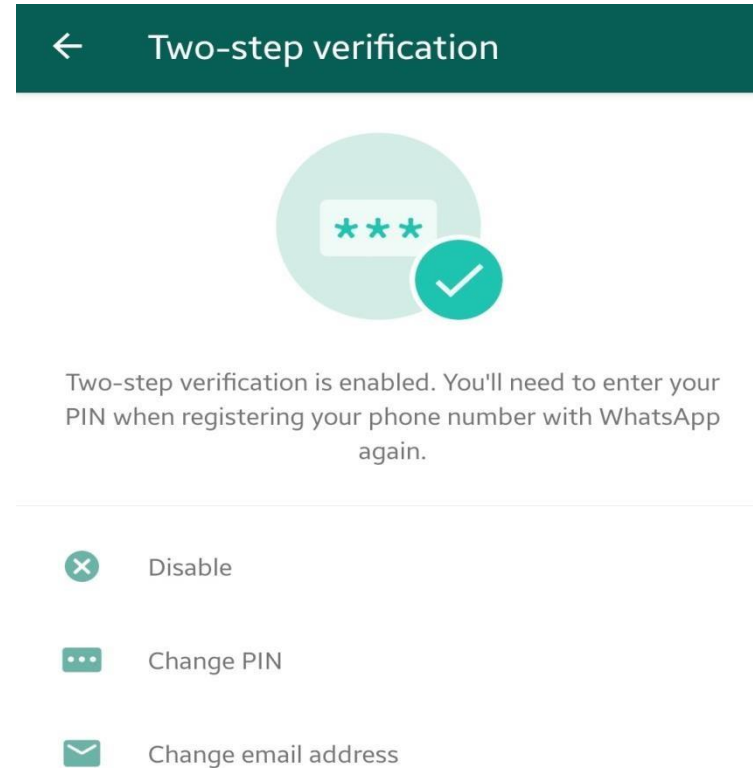 Two-step verification
***
Two-step verification is enabled. You'll need to enter your
PIN when registering your phone number with WhatsApp
again.
Disable
Change PIN
Change email address